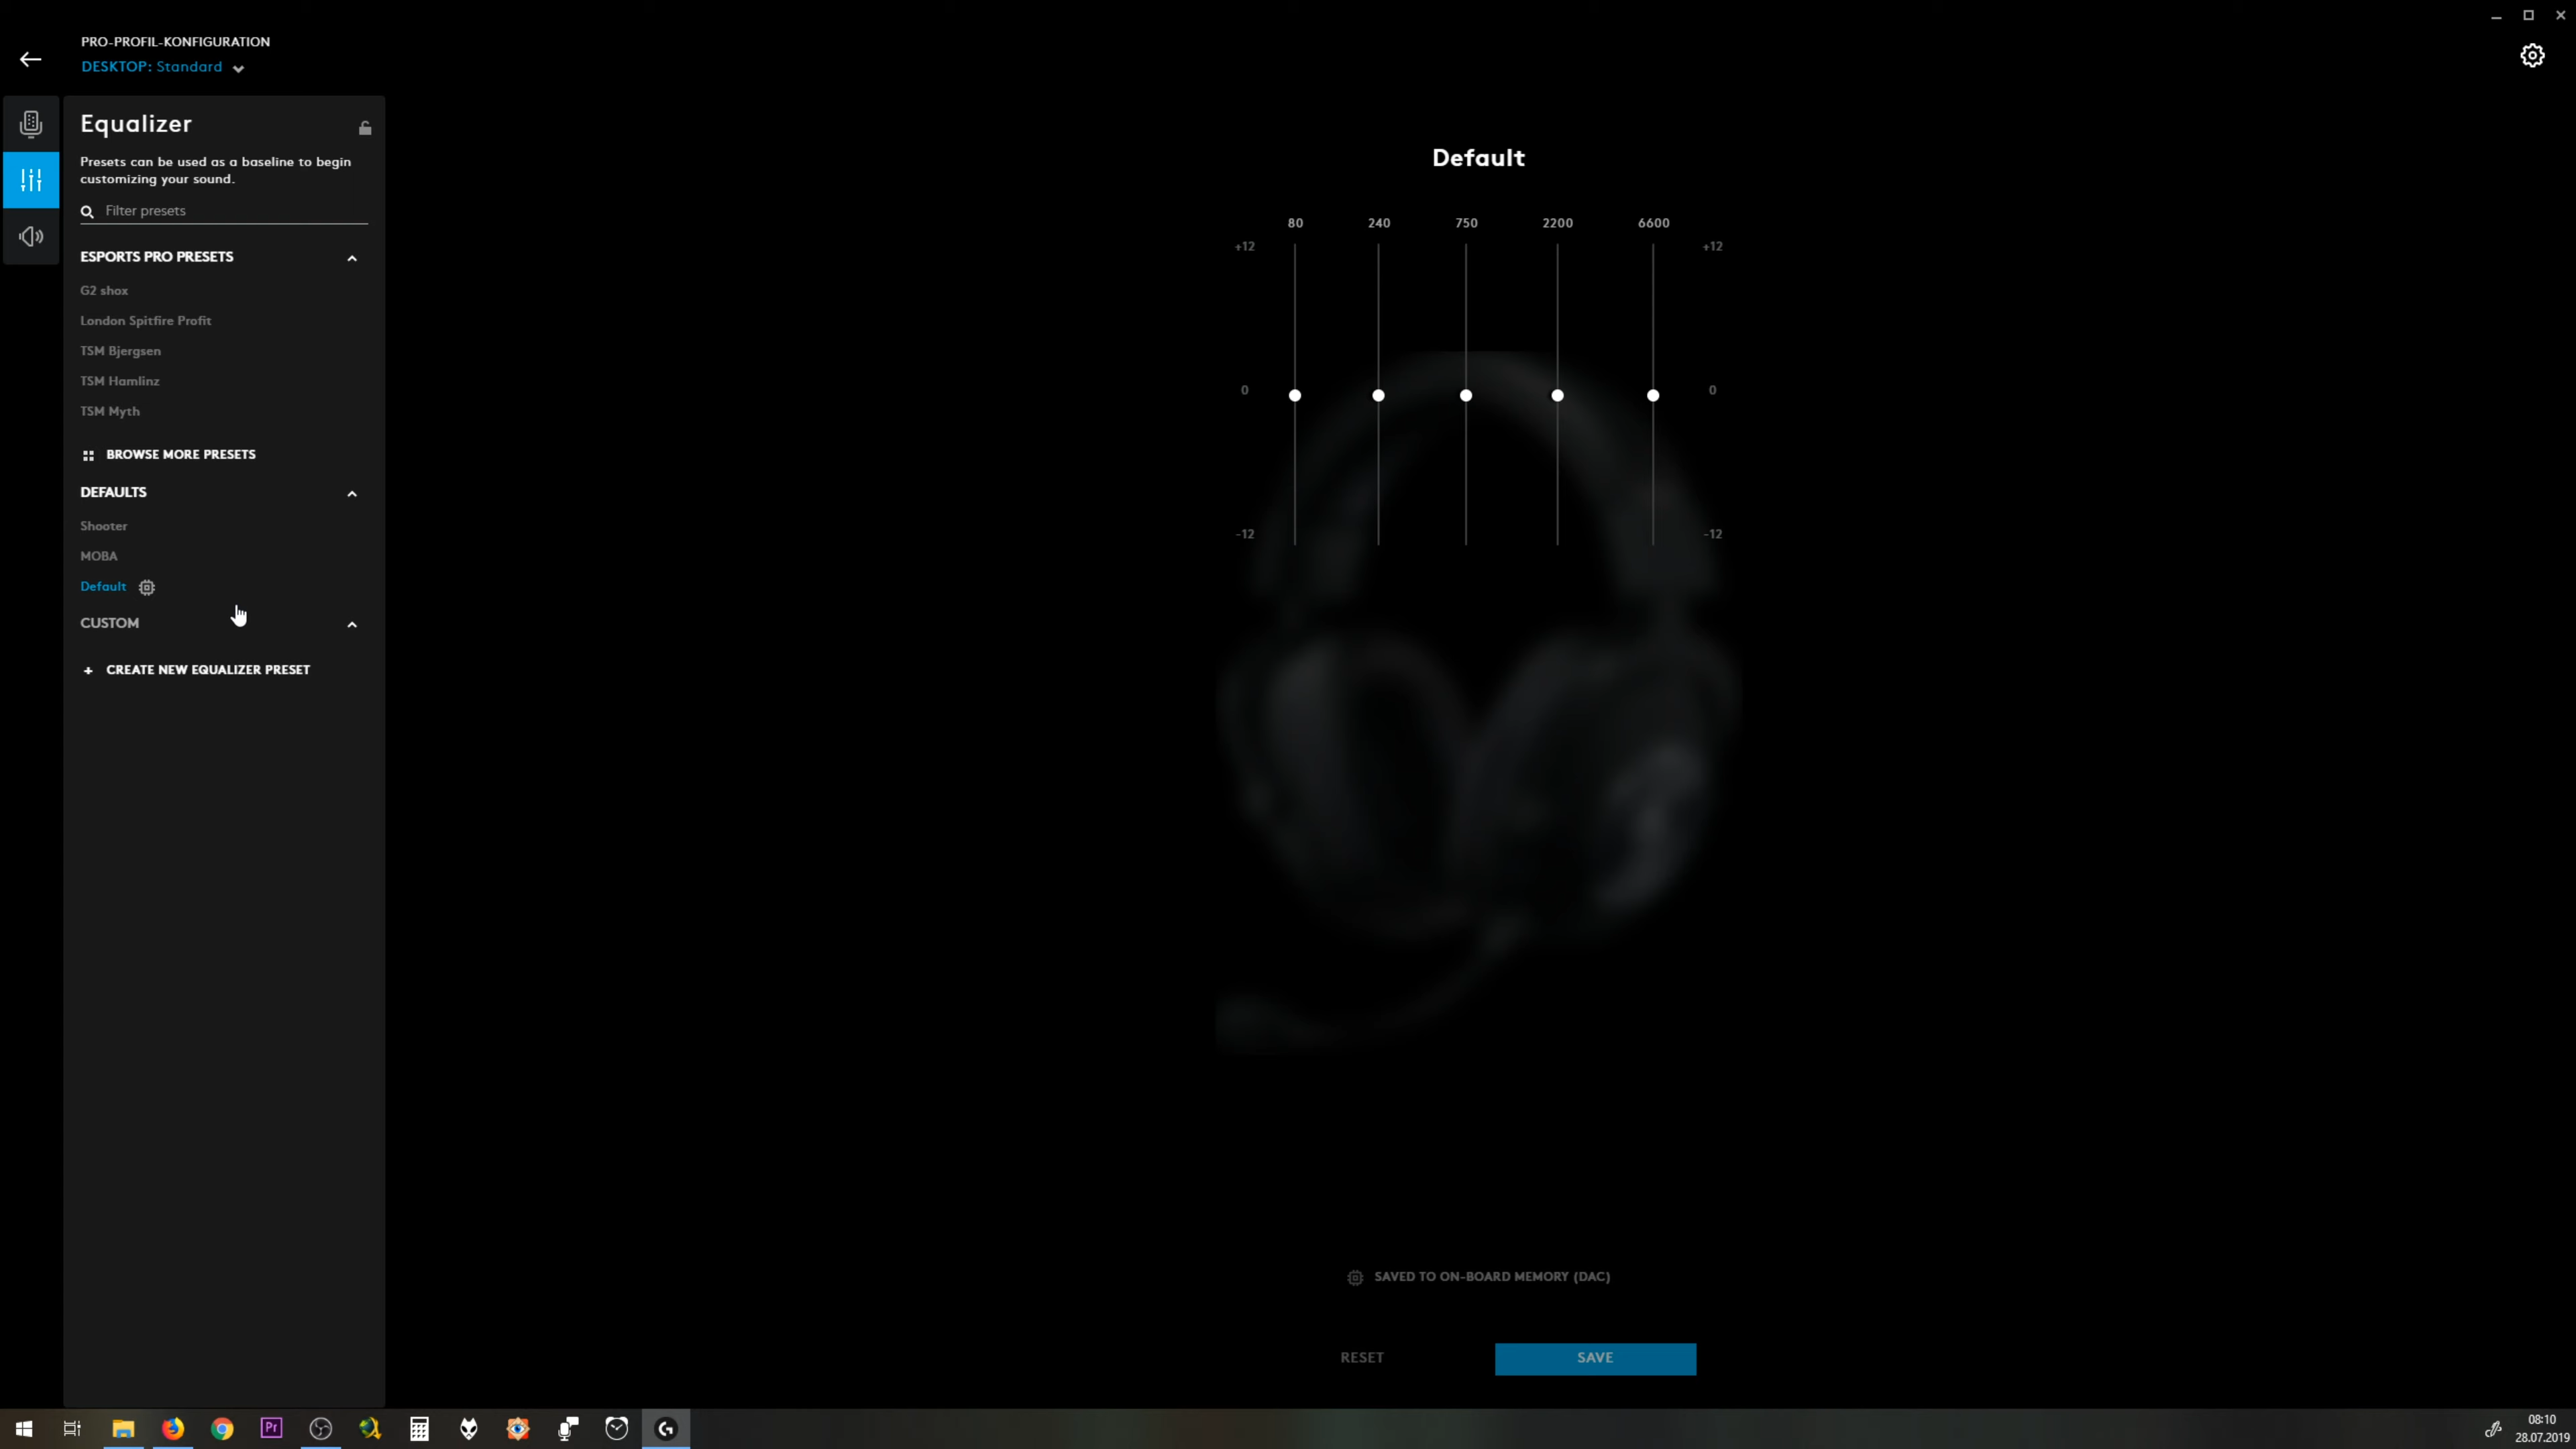 PRO-PROFIL-KONFIGURATION
DESKTOP: Standard
Equalizer
Presets can be used as a baseline to begin
customizing your sound.
Filter presets
ESPORTS PRO PRESETS
G2 shox
London Spitfire Profit
TSM Bjergsen
TSM Hamlinz
TSM Myth
BROWSE MORE PRESETS
DEFAULTS
Shooter
MOBA
Default
CUSTOM
+ CREATE NEW EQUALIZER PRESET
Default
80 240 750 2200 6600
+12 +12
0 0
-12 -12
SAVED TO ON-BOARD MEMORY (DAC)
RESET SAVE
Pr
08:10
28.07.2019